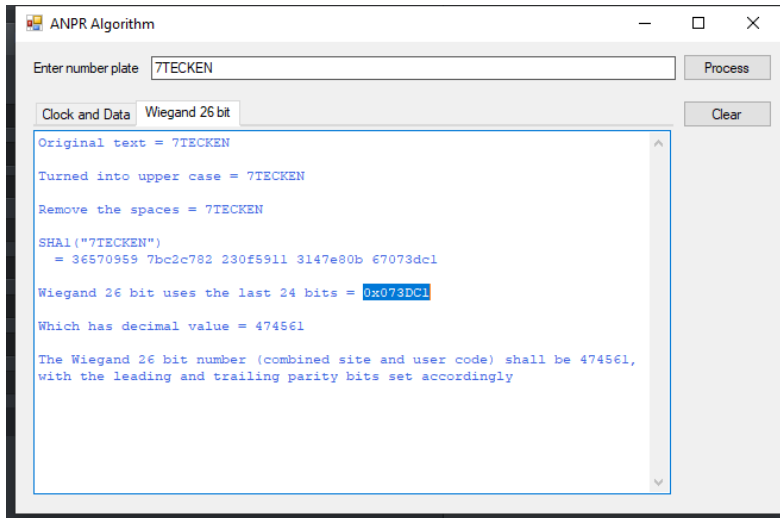 ANPR Algorithm
Enter number plate 7TECKEN Process
Clock and Data Wiegand 26 bit Clear
Original text = 7TECKEN
Turned into upper case = 7TECKEN
Remove the spaces = 7TECKEN
SHA1("7TECKEN")
= 36570959 7bc2c782 230f5911 3147e80b 67073dc1
Wiegand 26 bit uses the last 24 bits = 0x073DC1
Which has decimal value = 474561
The Wiegand 26 bit number (combined site and user code) shall be 474561,
with the leading and trailing parity bits set accordingly